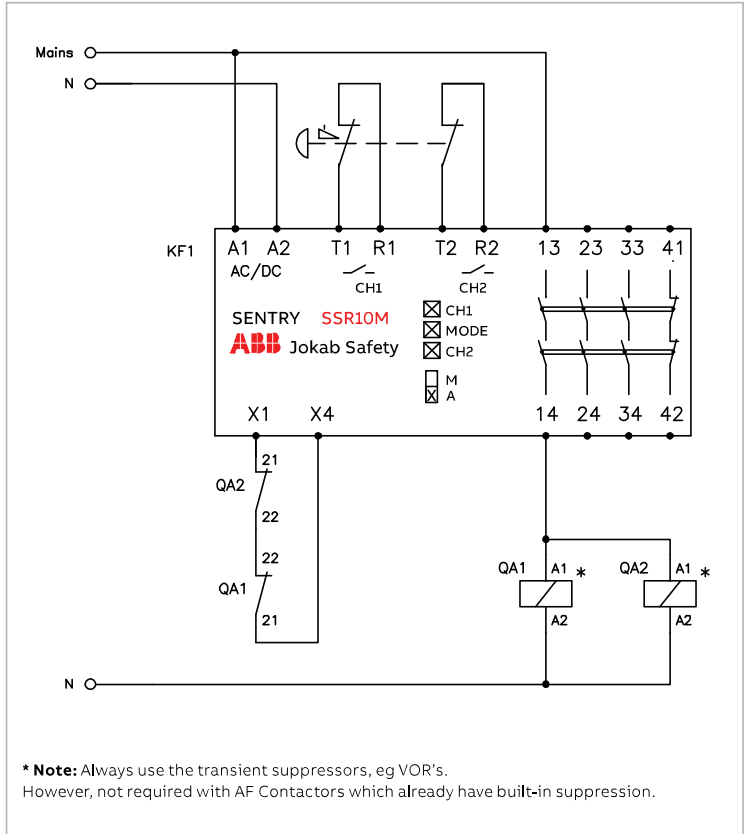 Mains
N
KF1 A1 A2 T1 R1 T2 R2 13 23 33 41
AC/DC CH1 CH2
SENTRY SSR10M
ABB Jokab Safety
CH1
MODE
CH2
M
A
X1 X4 14 24 34 42
21
QA2
22
22
QA1
21
QA1 A1 * QA2 A1 *
A2 A2
N
* Note: Always use the transient suppressors, eg VOR's.
However, not required with AF Contactors which already have built-in suppression.